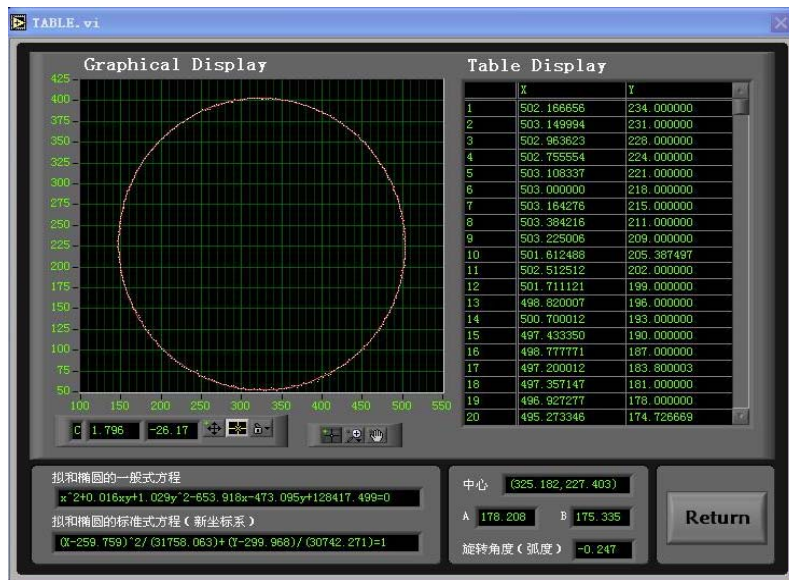 TABLE.vi
Graphical Display
425
400
375
350
325
300
275
250
225
200
175
150
125
100
75
50
100 150 200 250 300 350 400 450 500 550
C 1.796 -26.17
Table Display
X Y
1 502.166656 234.000000
2 503.149994 231.000000
3 502.963623 228.000000
4 502.755554 224.000000
5 503.108337 221.000000
6 503.000000 218.000000
7 503.164276 215.000000
8 503.384216 211.000000
9 503.225006 209.000000
10 501.612488 205.387497
11 502.512512 202.000000
12 501.711121 199.000000
13 498.820007 196.000000
14 500.700012 193.000000
15 497.433350 190.000000
16 498.777771 187.000000
17 497.200012 183.800003
18 497.357147 181.000000
19 496.927277 178.000000
20 495.273346 174.726669
拟和椭圆的一般式方程
x^2+0.016xy+1.029y^2-653.918x-473.095y+128417.499=0
拟和椭圆的标准式方程(新坐标系)
(X-259.759)^2/(31758.063)+(Y-299.968)/(30742.271)=1
中心 (325.182,227.403)
A 178.208 B 175.335
旋转角度(弧度) -0.247
Return